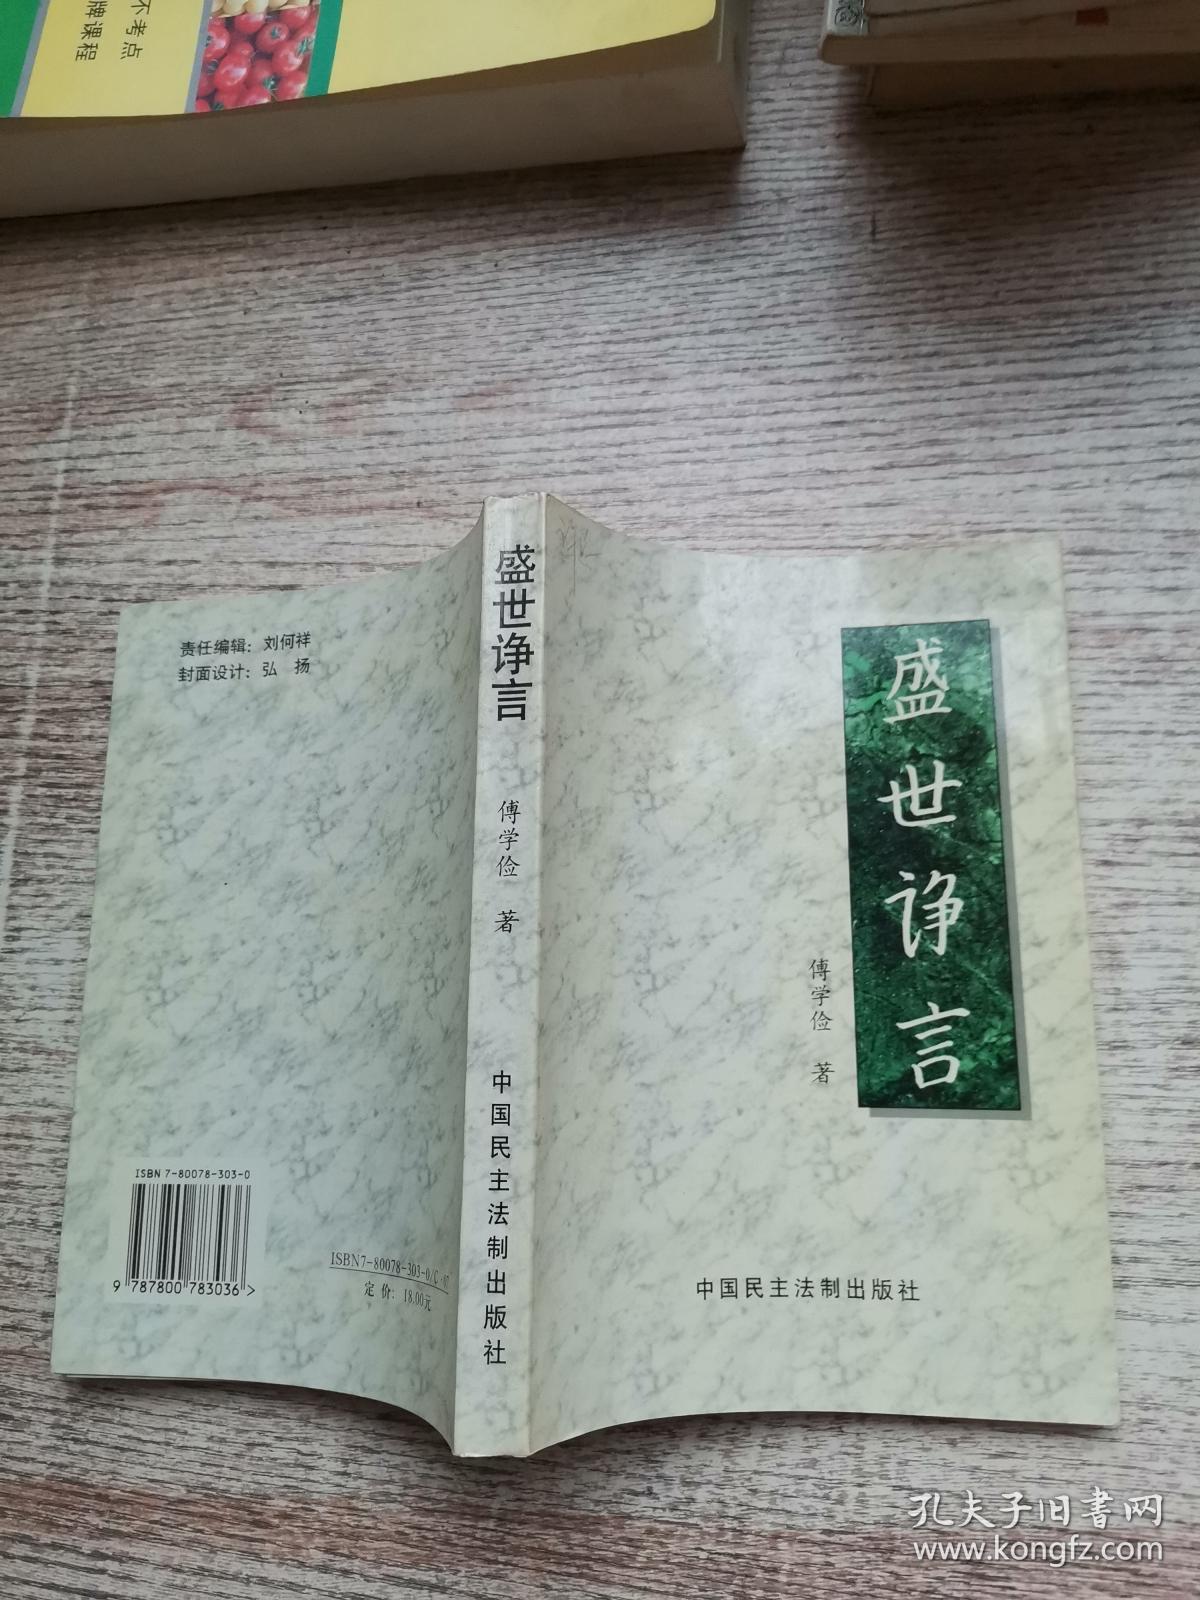 不考点
牌课程
责任编辑：刘何祥
封面设计：弘 扬
ISBN 7-80078-303-0
9 787800 783036>
ISBN7-80078-303-0/C·07
定 价：18.00元
盛世诤言
傅学俭 著
中国民主法制出版社
盛世诤言
傅学俭 著
中国民主法制出版社
孔夫子旧书网
www.kongfz.com